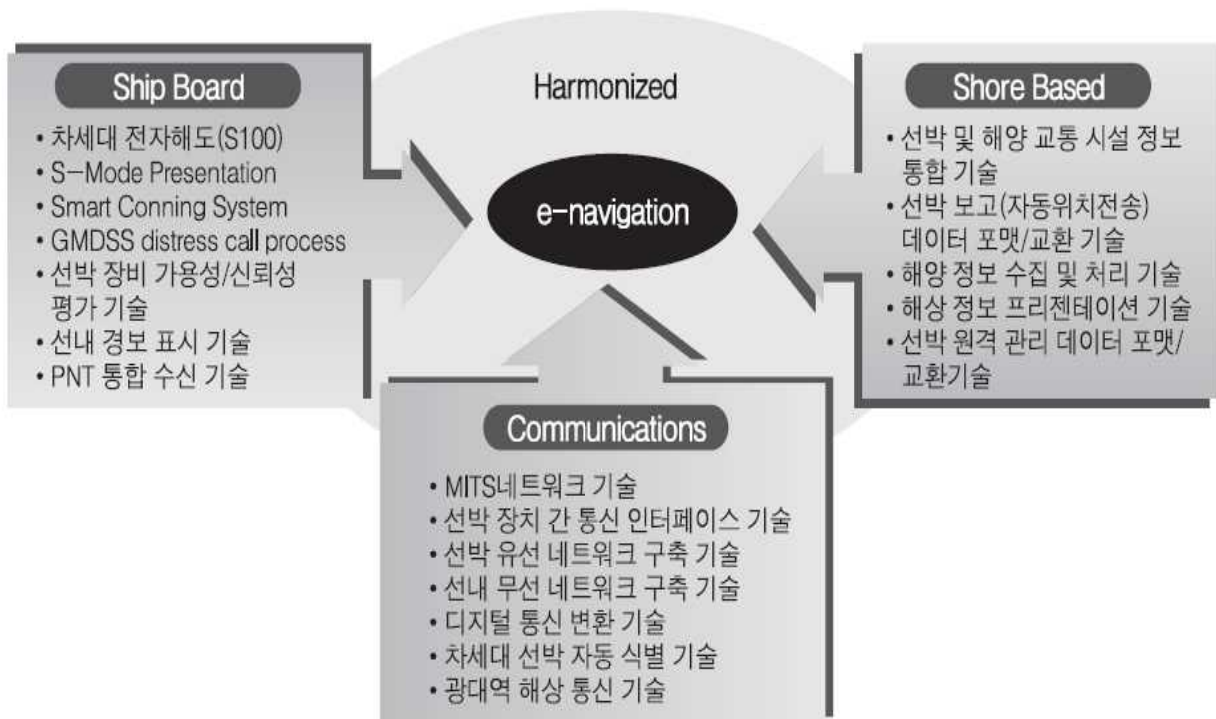 Harmonized
e-navigation
Ship Board
• 차세대 전자해도(S100)
• S-Mode Presentation
• Smart Conning System
• GMDSS distress call process
• 선박 장비 가용성/신뢰성
평가 기술
• 선내 경보 표시 기술
• PNT 통합 수신 기술
Shore Based
• 선박 및 해양 교통 시설 정보
통합 기술
• 선박 보고(자동위치전송)
데이터 포맷/교환 기술
• 해양 정보 수집 및 처리 기술
• 해상 정보 프리젠테이션 기술
• 선박 원격 관리 데이터 포맷/
교환기술
Communications
• MITS네트워크 기술
• 선박 장치 간 통신 인터페이스 기술
• 선박 유선 네트워크 구축 기술
• 선내 무선 네트워크 구축 기술
• 디지털 통신 변환 기술
• 차세대 선박 자동 식별 기술
• 광대역 해상 통신 기술